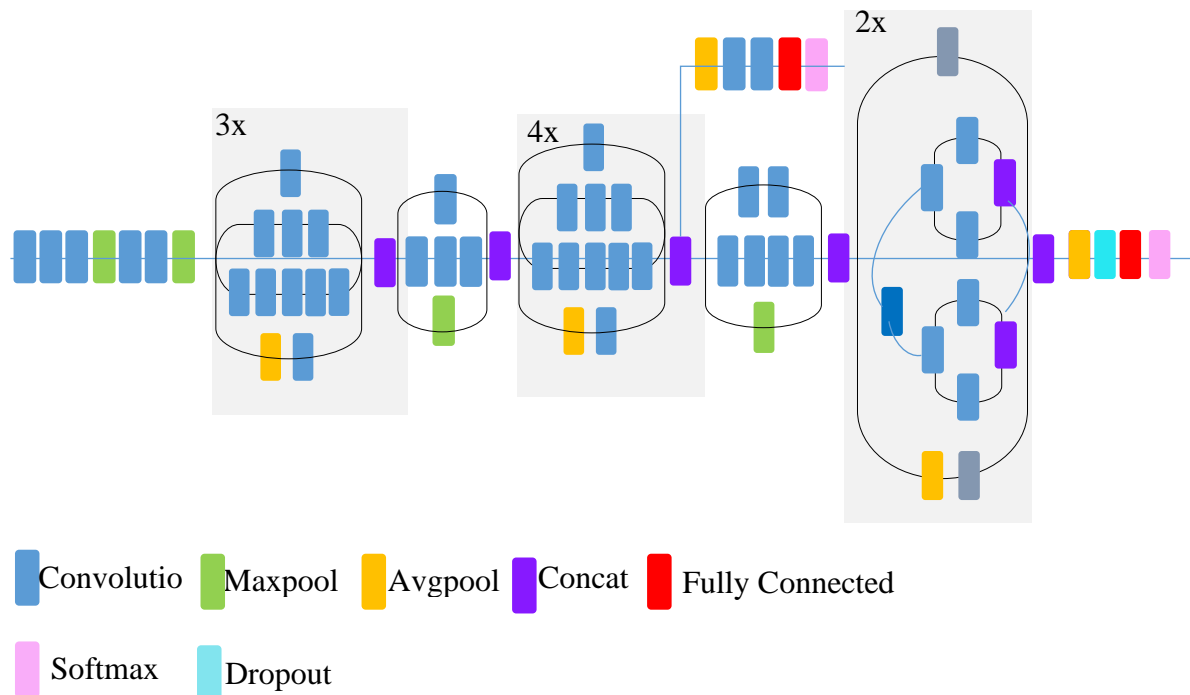 2x
3x
4x
Convolutio
Maxpool
Avgpool
Concat
Fully Connected
Softmax
Dropout